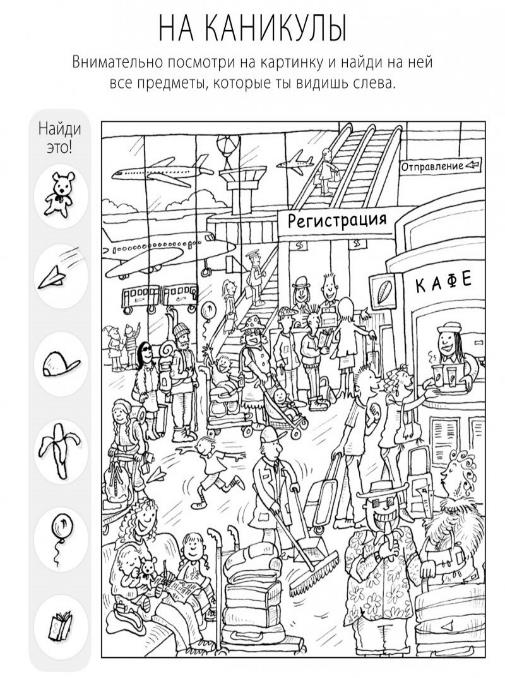 НА КАНИКУЛЫ
Внимательно посмотри на картинку и найди на ней
все предметы, которые ты видишь слева.
Найди
это!
Отправление
Регистрация
КАФЕ